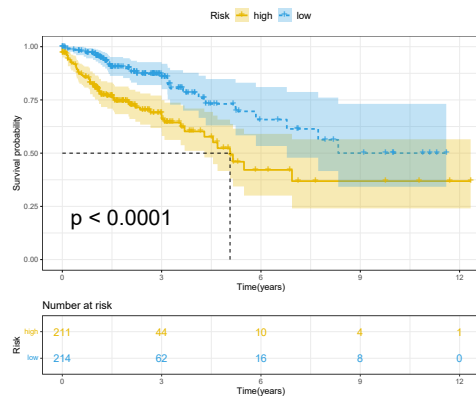 Risk high low
Survival probability
1.00
0.75
0.50
0.25
0.00
p < 0.0001
0 3 6 9 12
Time(years)
Number at risk
Risk
high 211 44 10 4 1
low 214 62 16 8 0
0 3 6 9 12
Time(years)